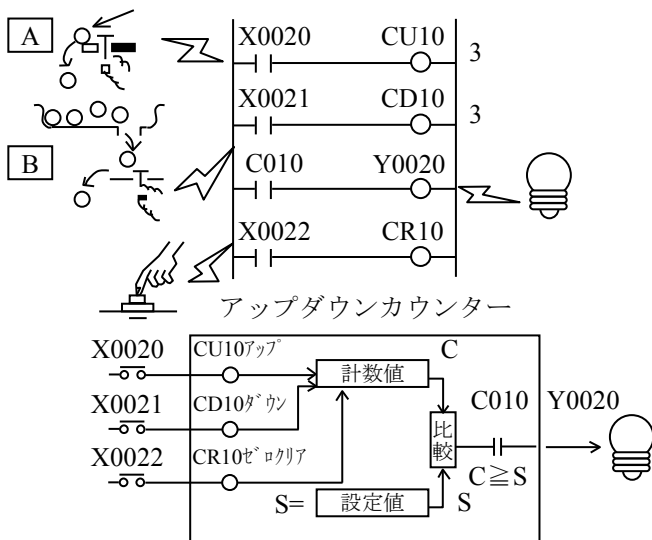 A
X0020 CU10 3
X0021 CD10 3
B
C010 Y0020
X0022 CR10
アップダウンカウンター
X0020 CU10アップ 計数値 C
X0021 CD10ダウン 比較 C010 Y0020
X0022 CR10ゼロクリア C≧S
S= 設定値 S